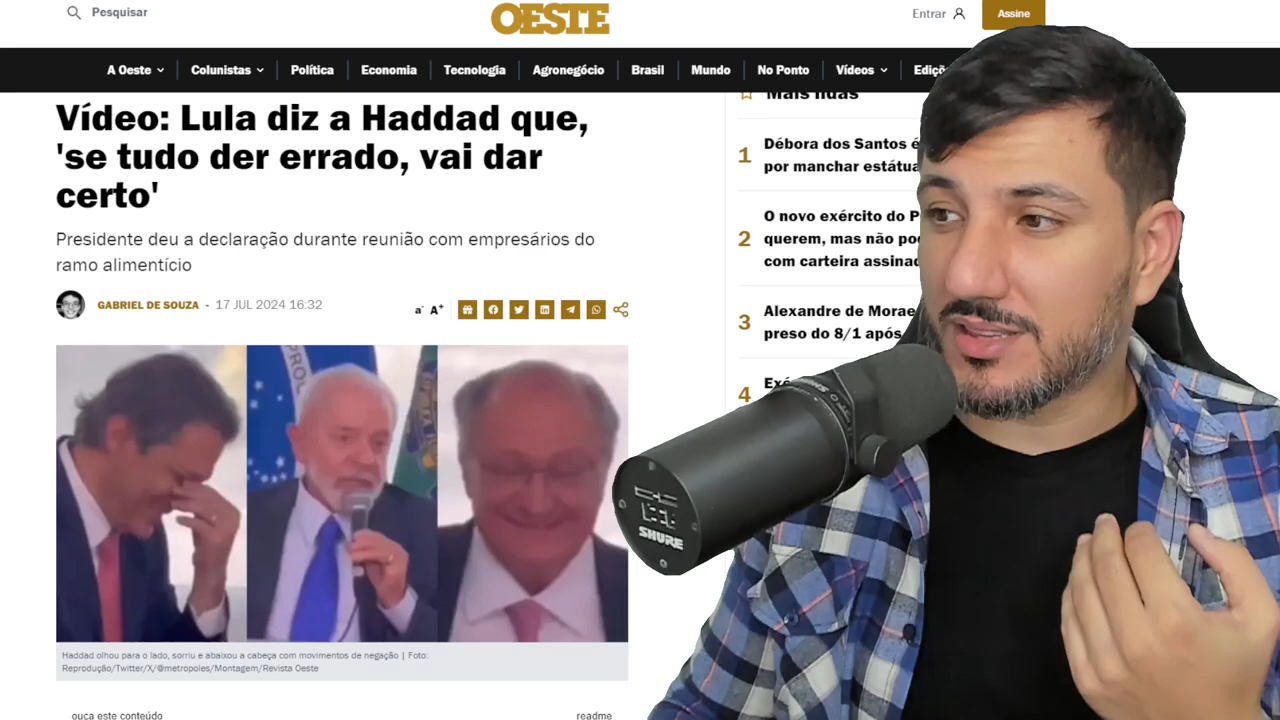 Pesquisar
OESTE
Entrar
Assine
A Oeste
Colunistas
Política
Economia
Tecnologia
Agronegócio
Brasil
Mundo
No Ponto
Vídeos
Vídeo: Lula diz a Haddad que,
'se tudo der errado, vai dar
certo'
Presidente deu a declaração durante reunião com empresários do
ramo alimentício
GABRIEL DE SOUZA - 17 JUL 2024 16:32
a- A+
Haddad olhou para o lado, sorriu e abaixou a cabeça com movimentos de negação | Foto:
Reprodução/Twitter/X/@metropoles/Montagem/Revista Oeste
ouça este conteúdo
readme
Mais lidas
1
Débora dos Santos é
por manchar
2
O novo exército do
querem, mas não
com carteira
3
Alexandre de
preso do 8/1 após
4
SHURE